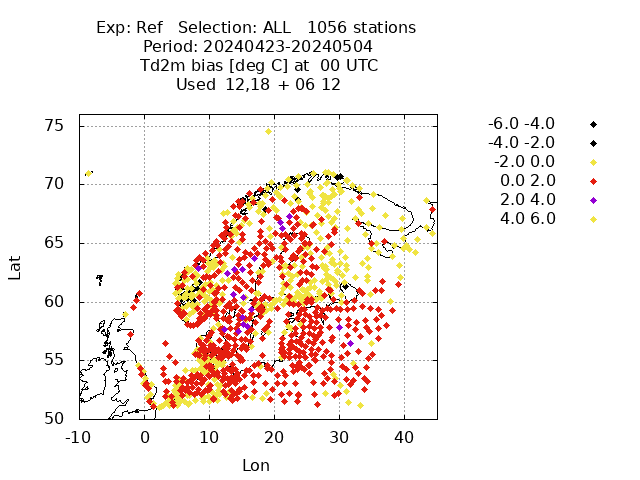 Exp: Ref   Selection: ALL   1056 stations
Period: 20240423-20240504
Td2m bias [deg C] at  00 UTC
Used  12,18 + 06 12
-6.0 -4.0
-4.0 -2.0
-2.0 0.0
0.0 2.0
2.0 4.0
4.0 6.0
75
70
65
60
55
50
Lat
-10 0 10 20 30 40
Lon